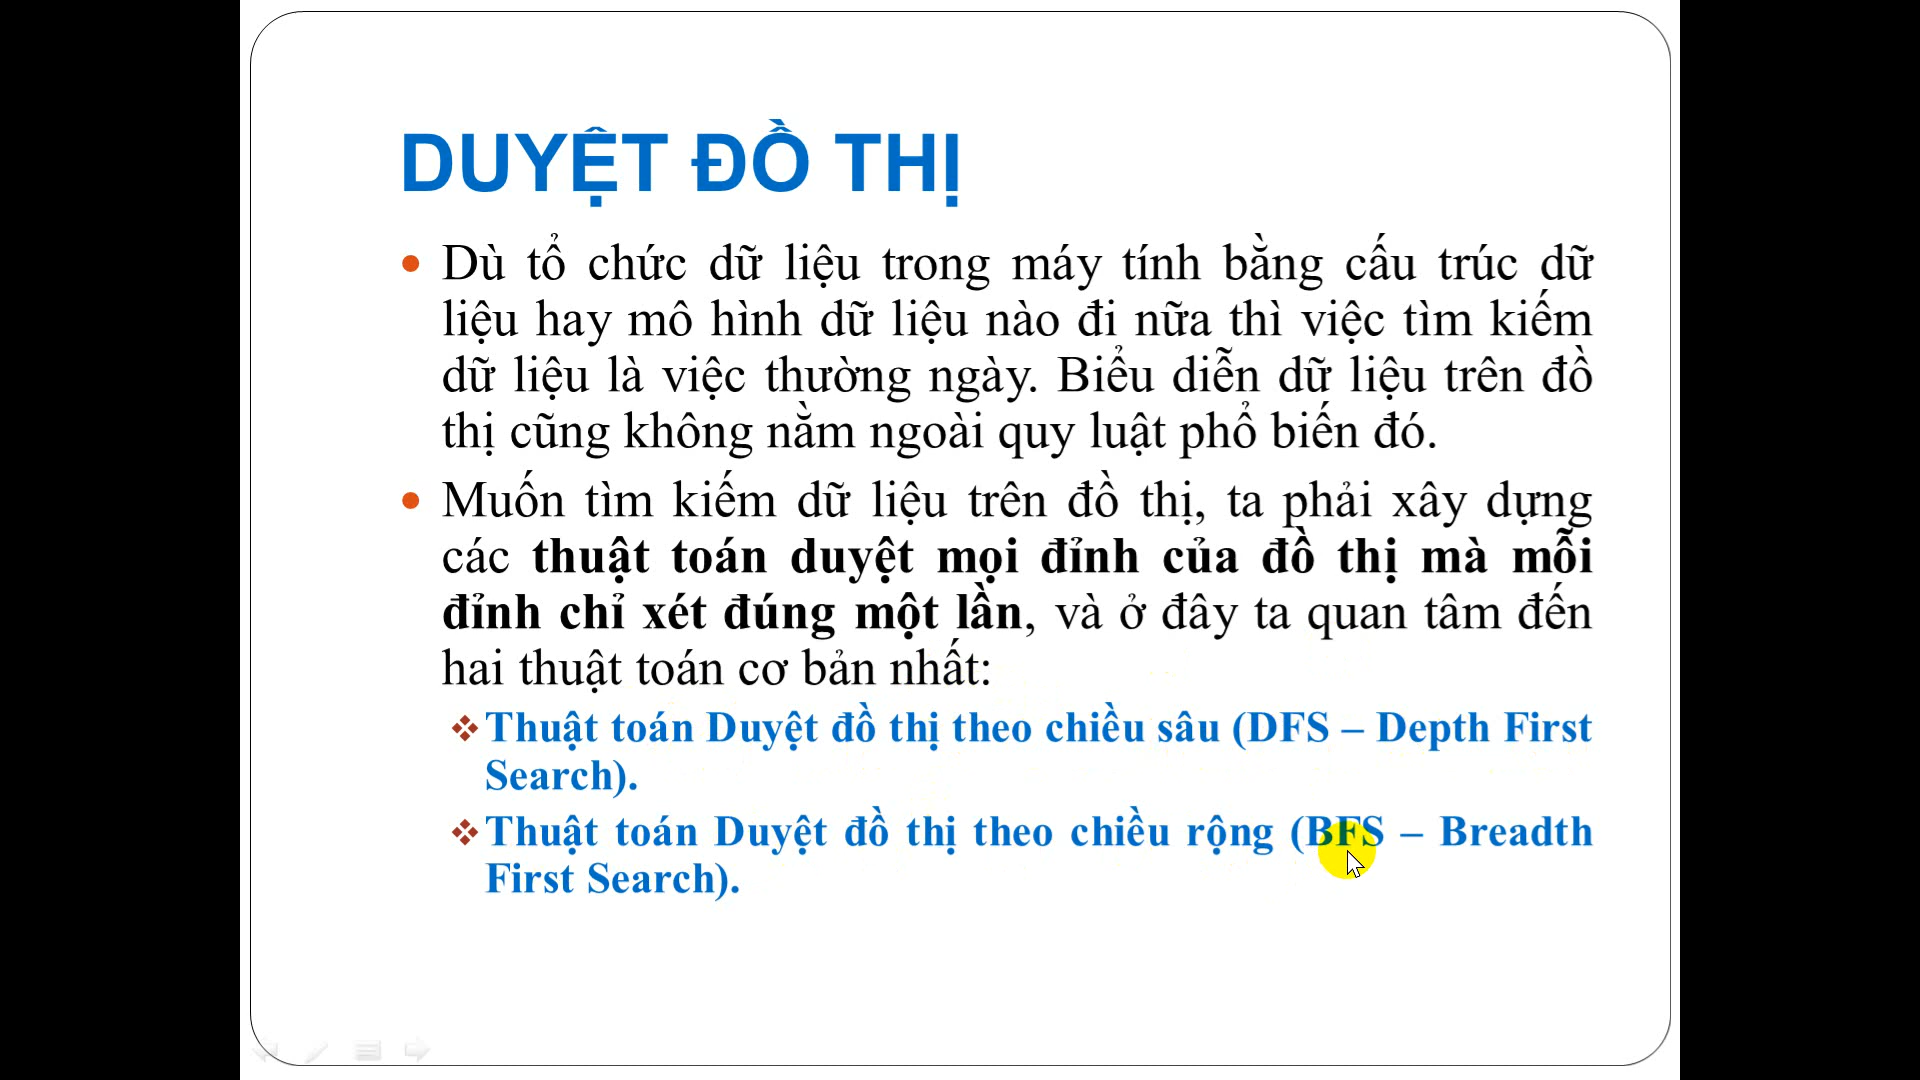 DUYỆT ĐỒ THỊ
Dù tổ chức dữ liệu trong máy tính bằng cấu trúc dữ
liệu hay mô hình dữ liệu nào đi nữa thì việc tìm kiếm
dữ liệu là việc thường ngày. Biểu diễn dữ liệu trên đồ
thị cũng không nằm ngoài quy luật phổ biến đó.
Muốn tìm kiếm dữ liệu trên đồ thị, ta phải xây dựng
các thuật toán duyệt mọi đỉnh của đồ thị mà mỗi
đỉnh chỉ xét đúng một lần, và ở đây ta quan tâm đến
hai thuật toán cơ bản nhất:
Thuật toán Duyệt đồ thị theo chiều sâu (DFS – Depth First
Search).
Thuật toán Duyệt đồ thị theo chiều rộng (BFS – Breadth
First Search).